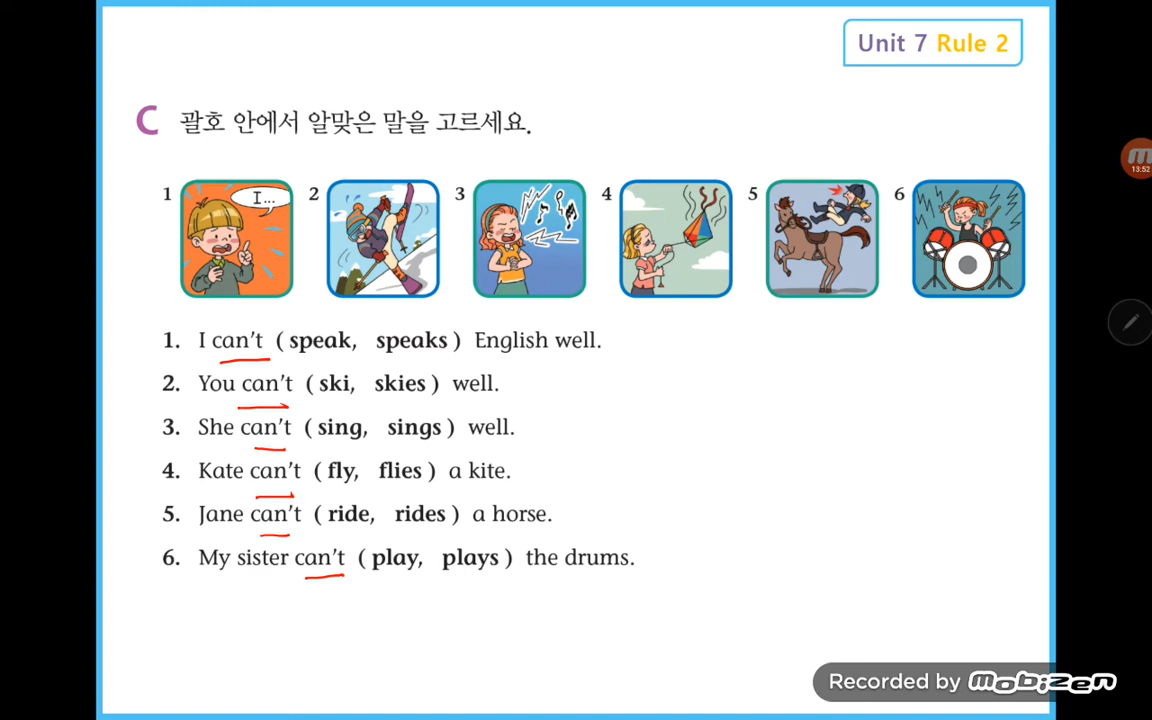 Unit 7 Rule 2
C 괄호 안에서 알맞은 말을 고르세요.
1 2 3 4 5 6
I...
1. I can't ( speak, speaks ) English well.
2. You can't ( ski, skies ) well.
3. She can't ( sing, sings ) well.
4. Kate can't ( fly, flies ) a kite.
5. Jane can't ( ride, rides ) a horse.
6. My sister can't ( play, plays ) the drums.
13:52
Recorded by mobizen